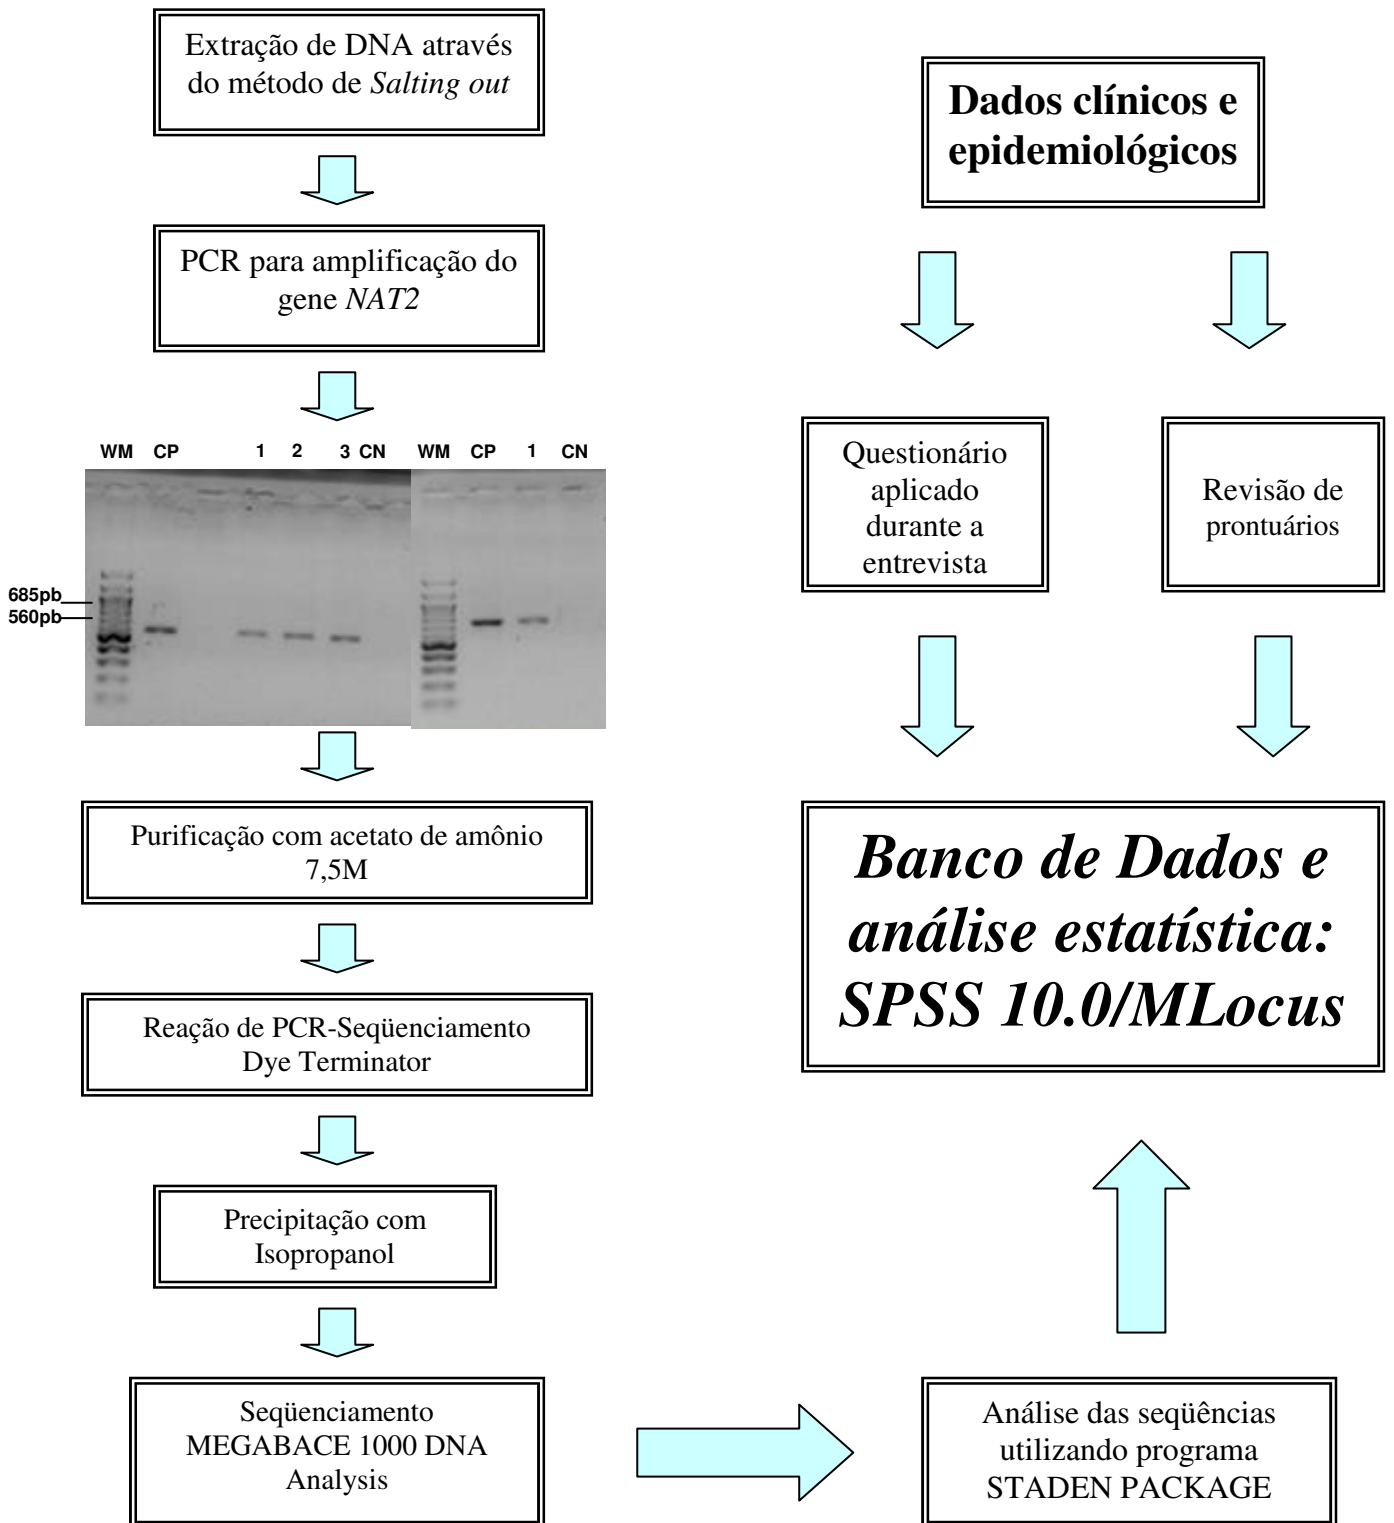 Extração de DNA através
do método de Salting out
PCR para amplificação do
gene NAT2
WM CP 1 2 3 CN WM CP 1 CN
685pb
560pb
Purificação com acetato de amônio
7,5M
Reação de PCR-Seqüenciamento
Dye Terminator
Precipitação com
Isopropanol
Seqüenciamento
MEGABACE 1000 DNA
Analysis
Dados clínicos e
epidemiológicos
Questionário
aplicado
durante a
entrevista
Revisão de
prontuários
Banco de Dados e
análise estatística:
SPSS 10.0/MLocus
Análise das seqüências
utilizando programa
STADEN PACKAGE